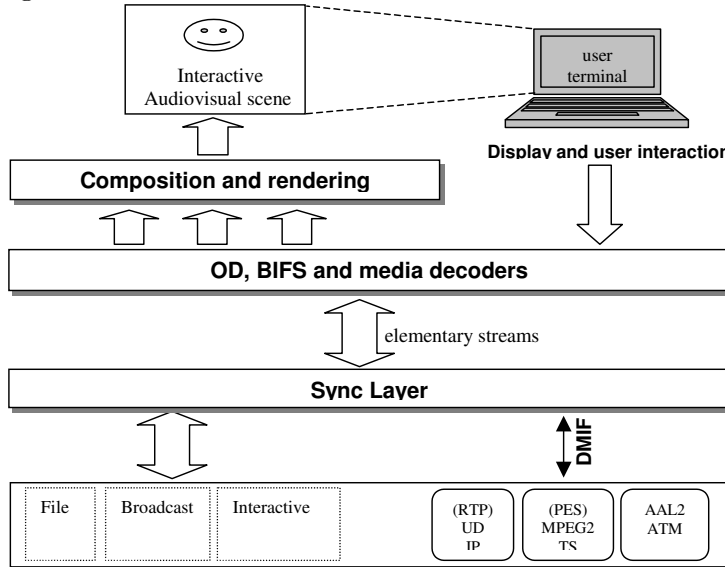 user
terminal
Interactive
Audiovisual scene
Display and user interaction
Composition and rendering
OD, BIFS and media decoders
elementary streams
Sync Layer
DMIF
File
Broadcast
Interactive
(RTP)
UD
IP
(PES)
MPEG2
TS
AAL2
ATM